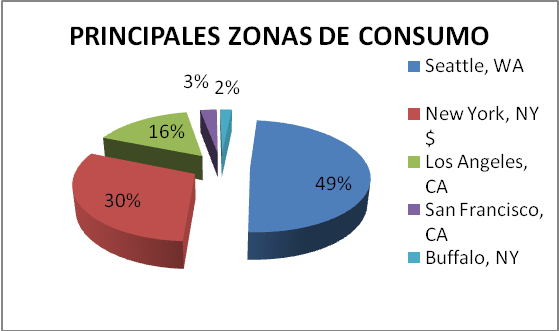 PRINCIPALES ZONAS DE CONSUMO
3%
2%
16%
49%
30%
Seattle, WA
New York, NY
$
Los Angeles,
CA
San Francisco,
CA
Buffalo, NY